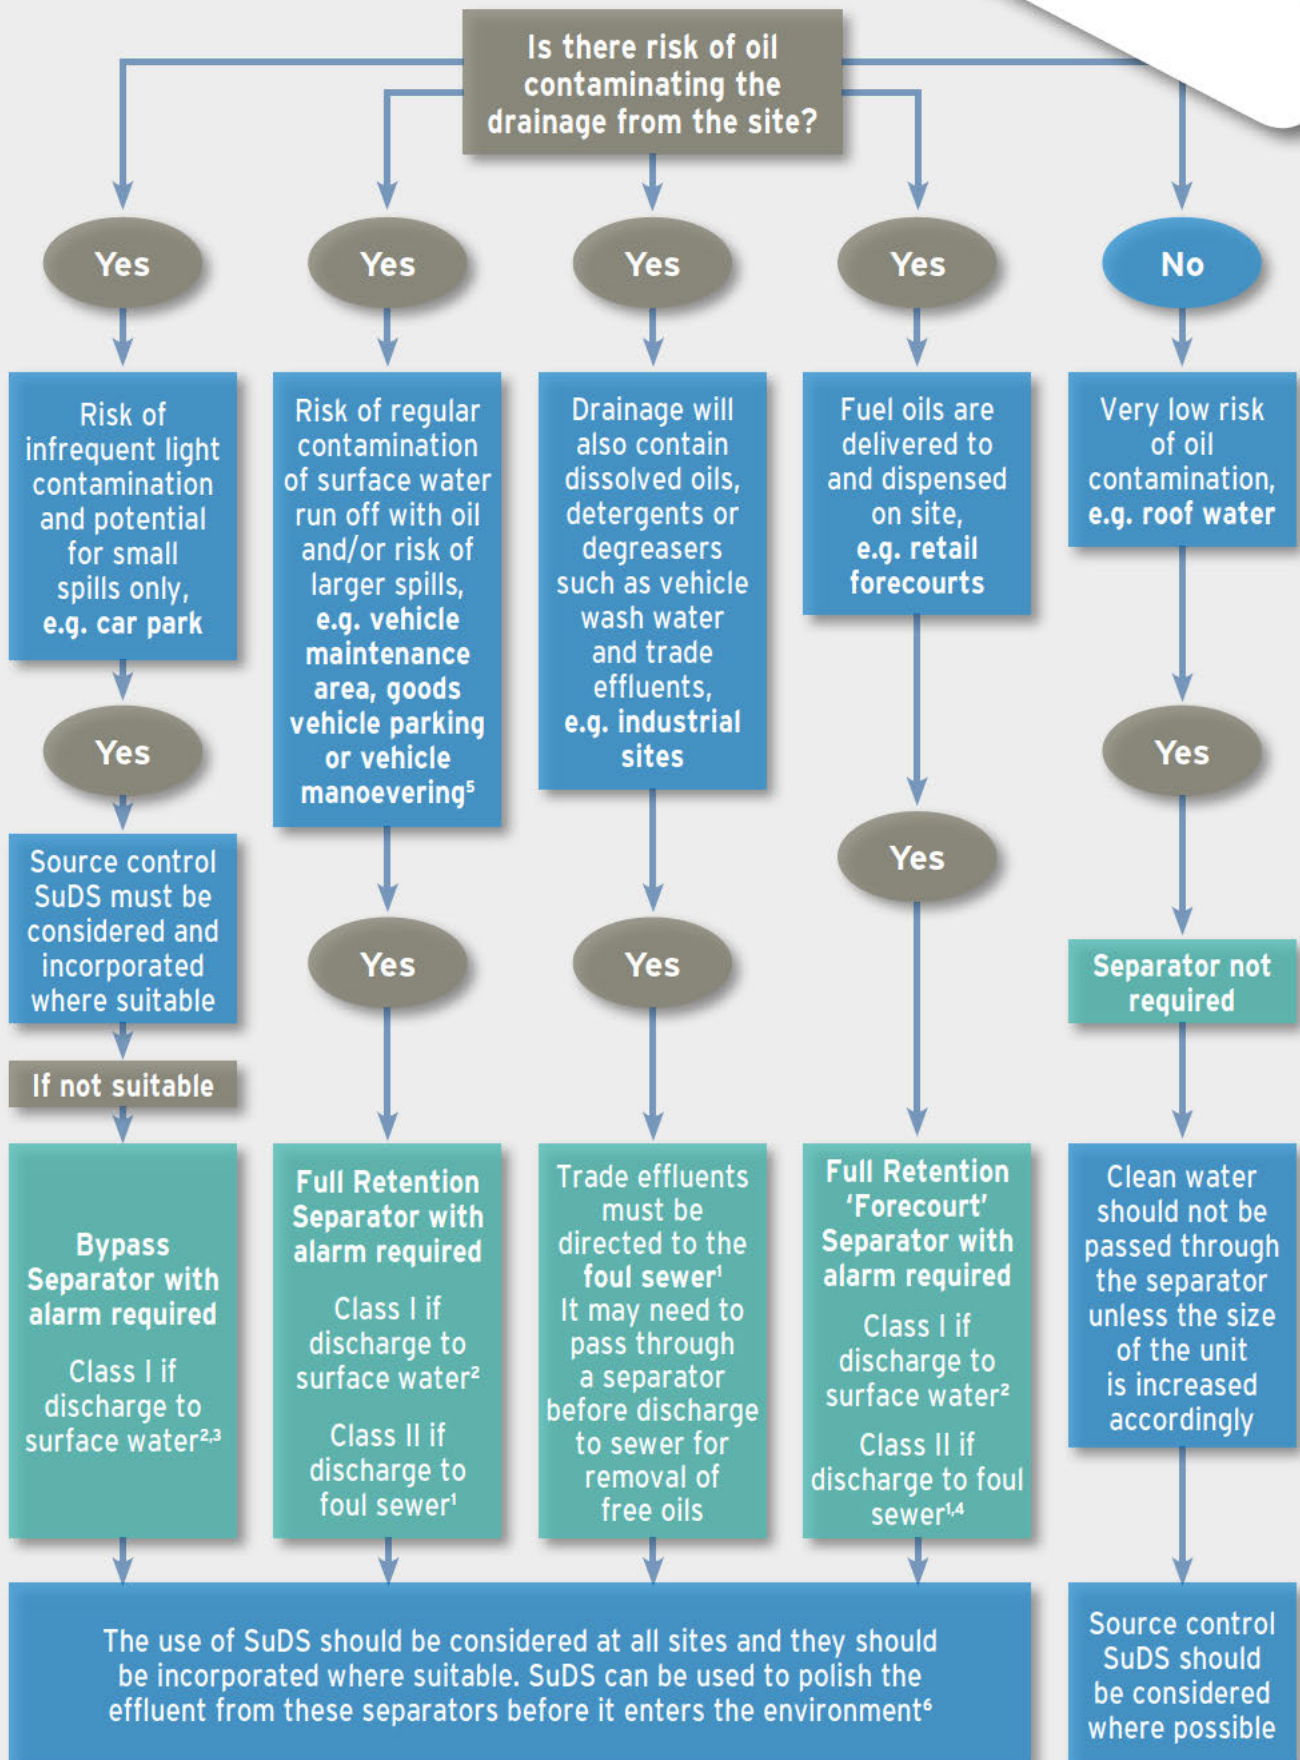 Is there risk of oil
contaminating the
drainage from the site?
Yes
Yes
Yes
Yes
No
Risk of
infrequent light
contamination
and potential
for small
spills only,
e.g. car park
Yes
Source control
SuDS must be
considered and
incorporated
where suitable
If not suitable
Bypass
Separator with
alarm required
Class I if
discharge to
surface water²,³
Risk of regular
contamination
of surface water
run off with oil
and/or risk of
larger spills,
e.g. vehicle
maintenance
area, goods
vehicle parking
or vehicle
manoevering⁵
Yes
Full Retention
Separator with
alarm required
Class I if
discharge to
surface water²
Class II if
discharge to
foul sewer¹
Drainage will
also contain
dissolved oils,
detergents or
degreasers
such as vehicle
wash water
and trade
effluents,
e.g. industrial
sites
Yes
Trade effluents
must be
directed to the
foul sewer¹
It may need to
pass through
a separator
before discharge
to sewer for
removal of
free oils
Fuel oils are
delivered to
and dispensed
on site,
e.g. retail
forecourts
Yes
Full Retention
‘Forecourt’
Separator with
alarm required
Class I if
discharge to
surface water²
Class II if
discharge to foul
sewer¹,⁴
Very low risk
of oil
contamination,
e.g. roof water
Yes
Separator not
required
Clean water
should not be
passed through
the separator
unless the size
of the unit
is increased
accordingly
The use of SuDS should be considered at all sites and they should
be incorporated where suitable. SuDS can be used to polish the
effluent from these separators before it enters the environment⁶
Source control
SuDS should
be considered
where possible